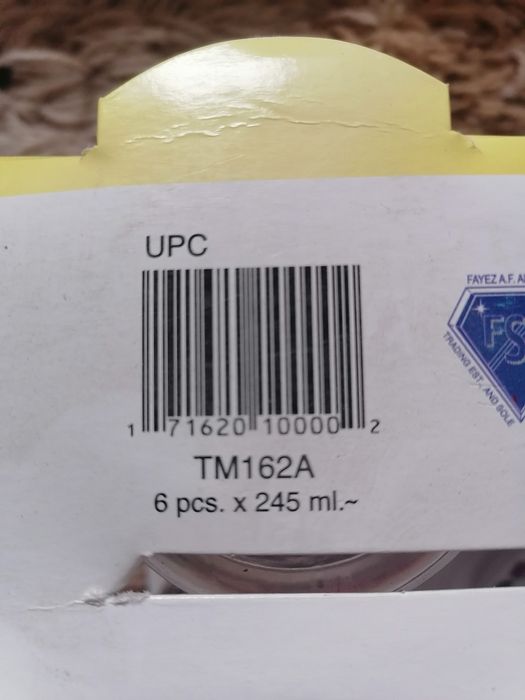 UPC
1 71620 10000 2
TM162A
6 pcs. x 245 ml.~
FAYEZ A.F.
FS
TRADING EST., AND SOLE